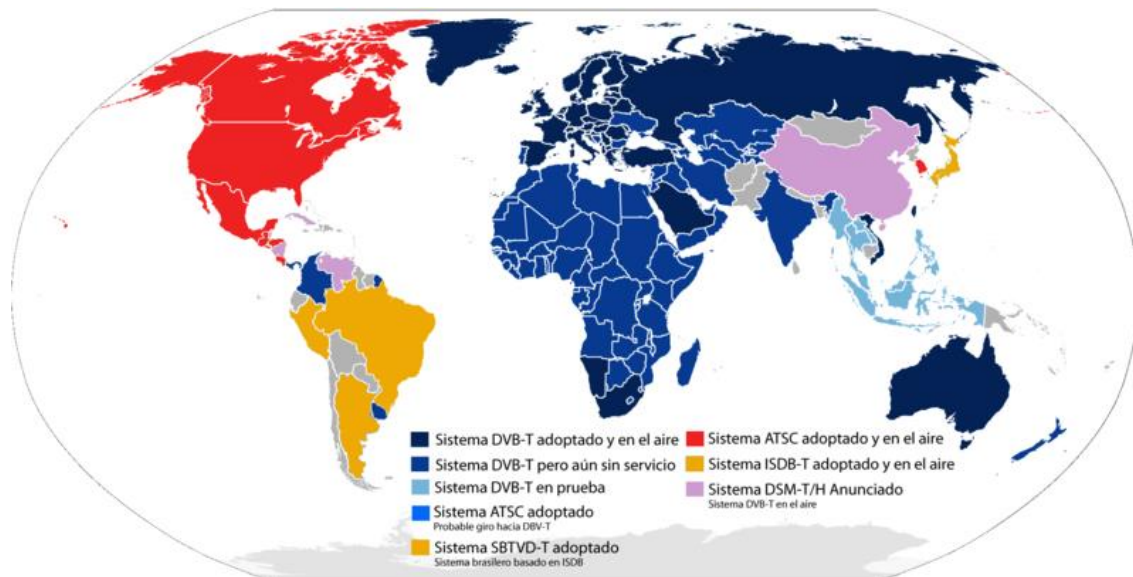 Sistema DVB-T adoptado y en el aire
Sistema DVB-T pero aún sin servicio
Sistema DVB-T en prueba
Sistema ATSC adoptado
Probable giro hacia DBV-T
Sistema SBTVD-T adoptado
Sistema brasilero basado en ISDB
Sistema ATSC adoptado y en el aire
Sistema ISDB-T adoptado y en el aire
Sistema DSM-T/H Anunciado
Sistema DVB-T en el aire